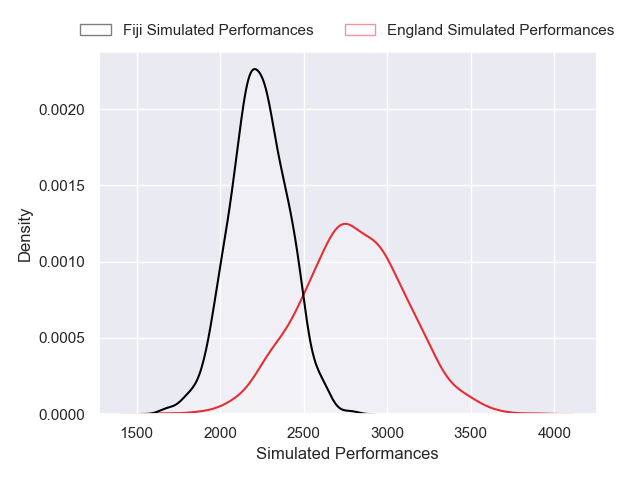 Fiji Simulated Performances England Simulated Performances
0.0020
0.0015
0.0010
0.0005
0.0000
Density
1500 2000 2500 3000 3500 4000
Simulated Performances